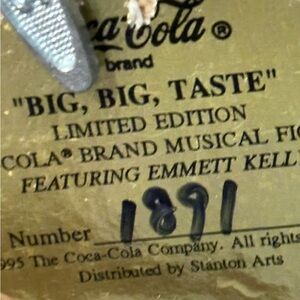 ca-Cola ®
brand
"BIG, BIG, TASTE"
LIMITED EDITION
COLA® BRAND MUSICAL FI
FEATURING EMMETT KELL
Number 1891
995 The Coca-Cola Company. All rights
Distributed by Stanton Arts